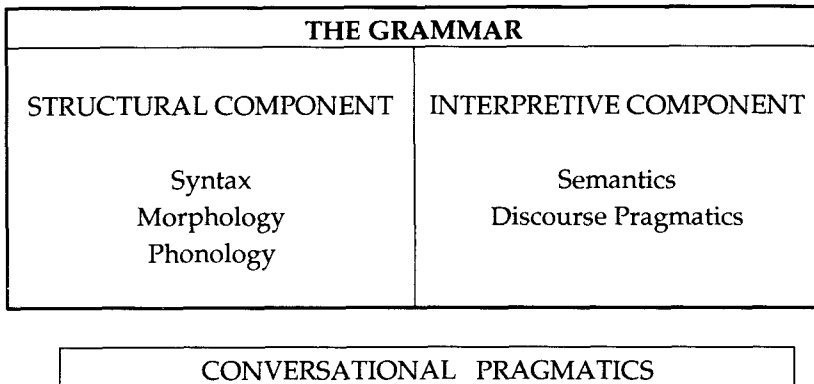 THE GRAMMAR
STRUCTURAL COMPONENT
Syntax
Morphology
Phonology
INTERPRETIVE COMPONENT
Semantics
Discourse Pragmatics
CONVERSATIONAL PRAGMATICS